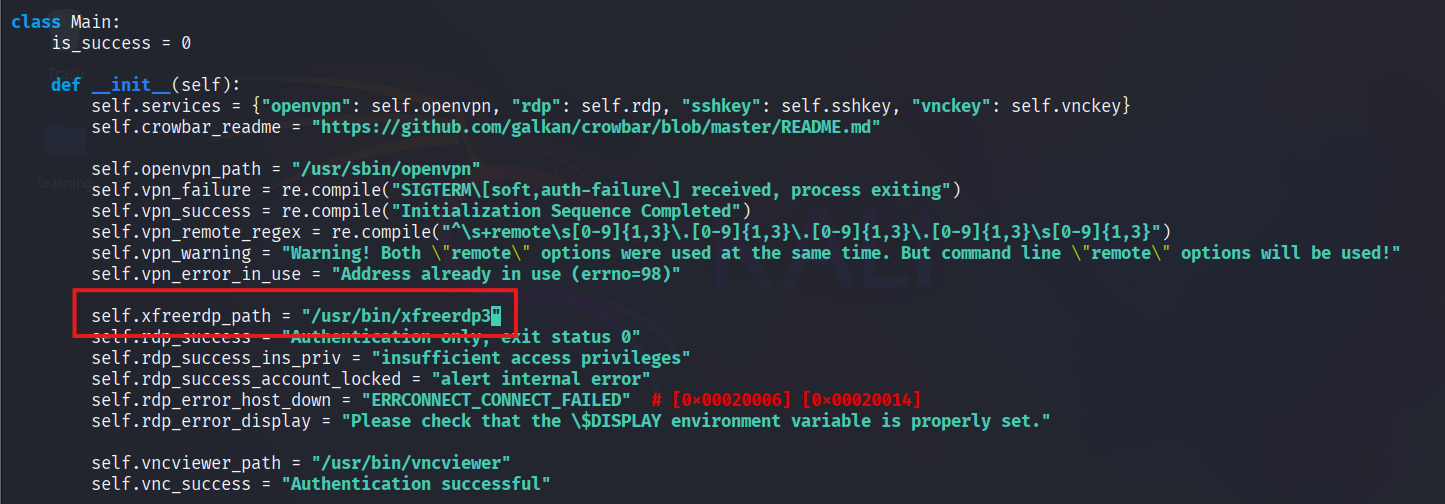 class Main:
    is_success = 0

    def __init__(self):
        self.services = {"openvpn": self.openvpn, "rdp": self.rdp, "sshkey": self.sshkey, "vnckey": self.vnckey}
        self.crowbar_readme = "https://github.com/galkan/crowbar/blob/master/README.md"

        self.openvpn_path = "/usr/sbin/openvpn"
        self.vpn_failure = re.compile("SIGTERM\[soft,auth-failure\] received, process exiting")
        self.vpn_success = re.compile("Initialization Sequence Completed")
        self.vpn_remote_regex = re.compile("^\s+remote\s[0-9]{1,3}\.[0-9]{1,3}\.[0-9]{1,3}\.[0-9]{1,3}\s[0-9]{1,3}")
        self.vpn_warning = "Warning! Both \"remote\" options were used at the same time. But command line \"remote\" options will be used!"
        self.vpn_error_in_use = "Address already in use (errno=98)"

        self.xfreerdp_path = "/usr/bin/xfreerdp3"
        self.rdp_success = "Authentication only, exit status 0"
        self.rdp_success_ins_priv = "insufficient access privileges"
        self.rdp_success_account_locked = "alert internal error"
        self.rdp_error_host_down = "ERRCONNECT_CONNECT_FAILED"  # [0×00020006] [0×00020014]
        self.rdp_error_display = "Please check that the \$DISPLAY environment variable is properly set."

        self.vncviewer_path = "/usr/bin/vncviewer"
        self.vnc_success = "Authentication successful"
learning
KALI